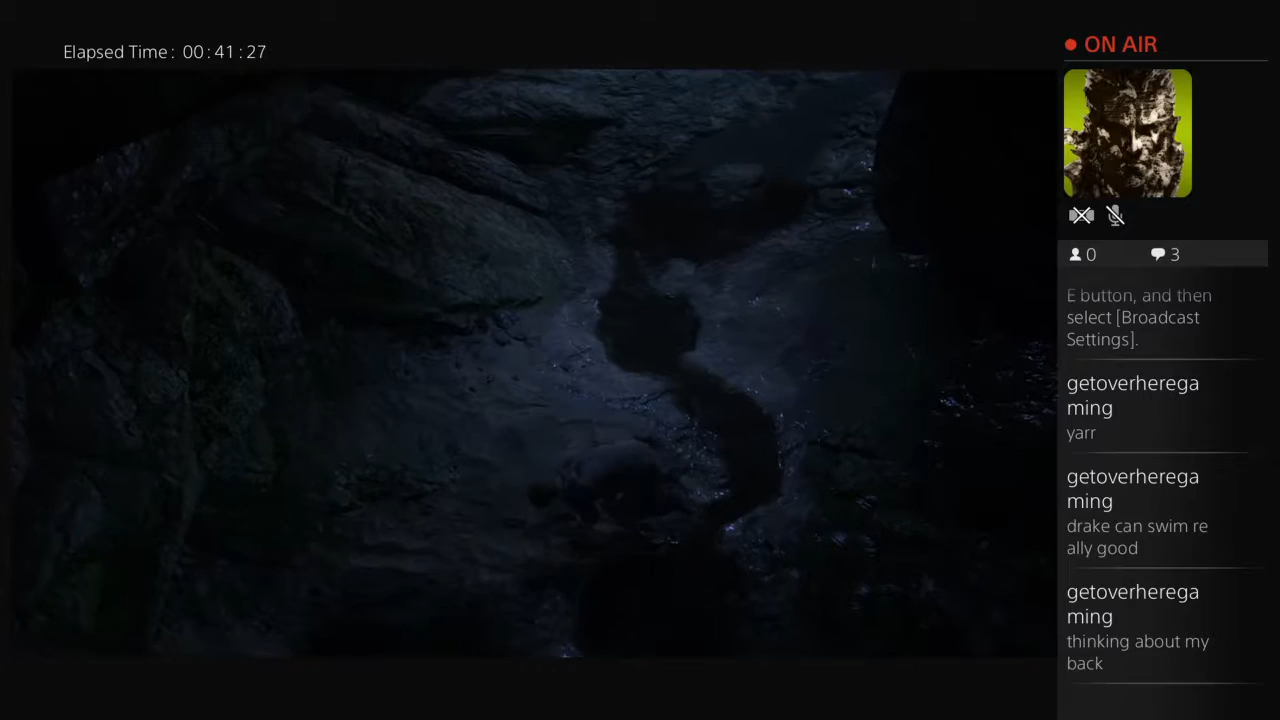 Elapsed Time: 00:41:27
ON AIR
0 3
E button, and then
select [Broadcast
Settings].
getoverherega
ming
yarr
getoverherega
ming
drake can swim re
ally good
getoverherega
ming
thinking about my
back